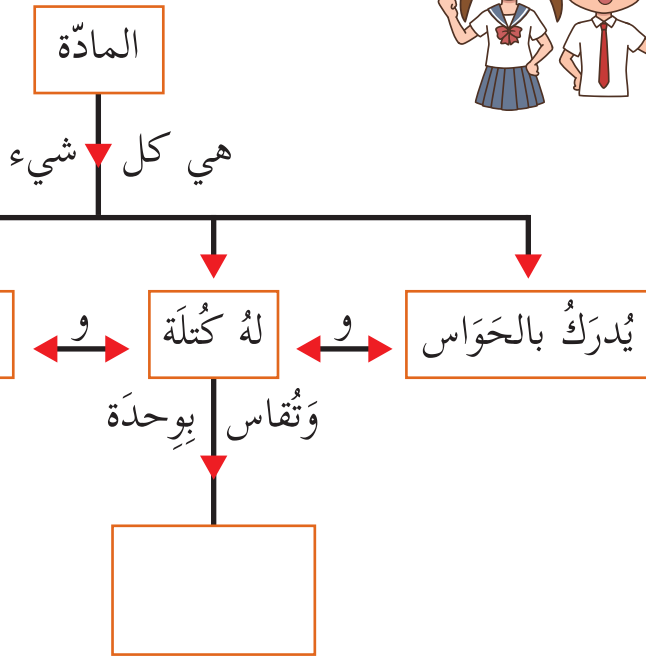 المادّة
هي كل شيء
يُدرَكُ بالحَوَاس
و
لهُ كُتلَة
و
وَتُقاس بِوِحدَة